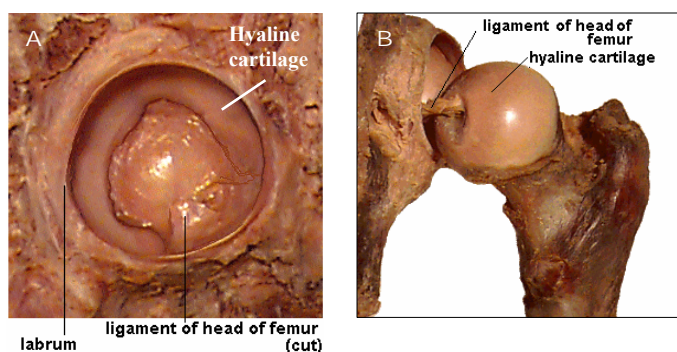 A
Hyaline
cartilage
labrum
ligament of head of femur
(cut)
B
ligament of head of
femur
hyaline cartilage